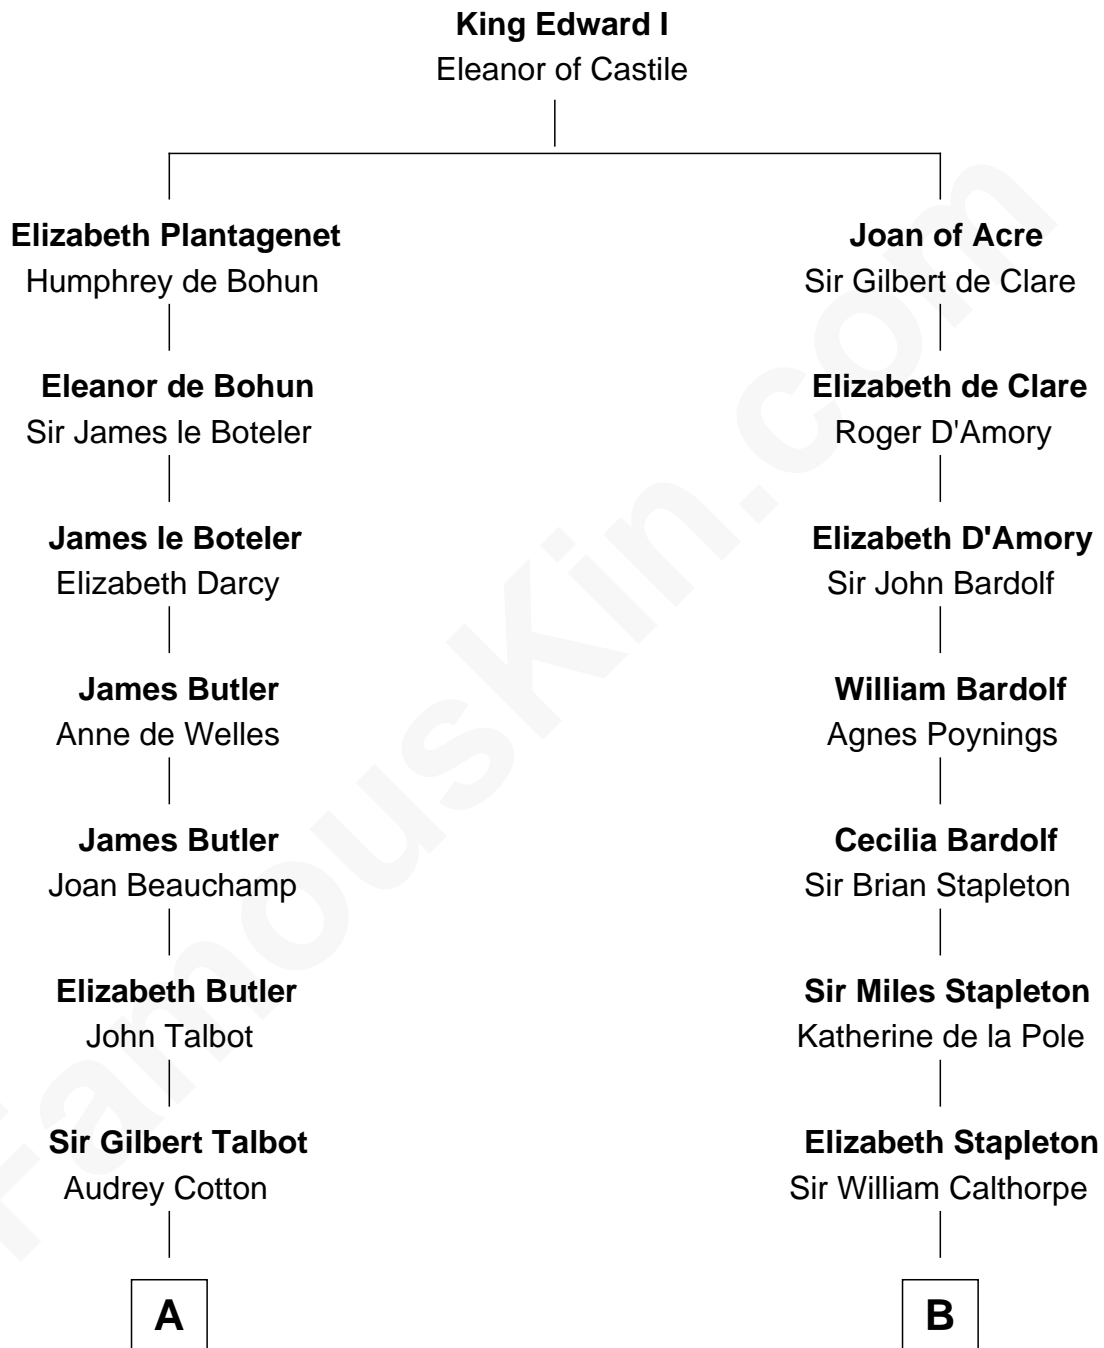 King Edward I
Eleanor of Castile
Elizabeth Plantagenet
Humphrey de Bohun
Joan of Acre
Sir Gilbert de Clare
Eleanor de Bohun
Sir James le Boteler
Elizabeth de Clare
Roger D'Amory
James le Boteler
Elizabeth Darcy
Elizabeth D'Amory
Sir John Bardolf
James Butler
Anne de Welles
William Bardolf
Agnes Poynings
James Butler
Joan Beauchamp
Cecilia Bardolf
Sir Brian Stapleton
Elizabeth Butler
John Talbot
Sir Miles Stapleton
Katherine de la Pole
Sir Gilbert Talbot
Audrey Cotton
Elizabeth Stapleton
Sir William Calthorpe
A
B
FamousKin.com